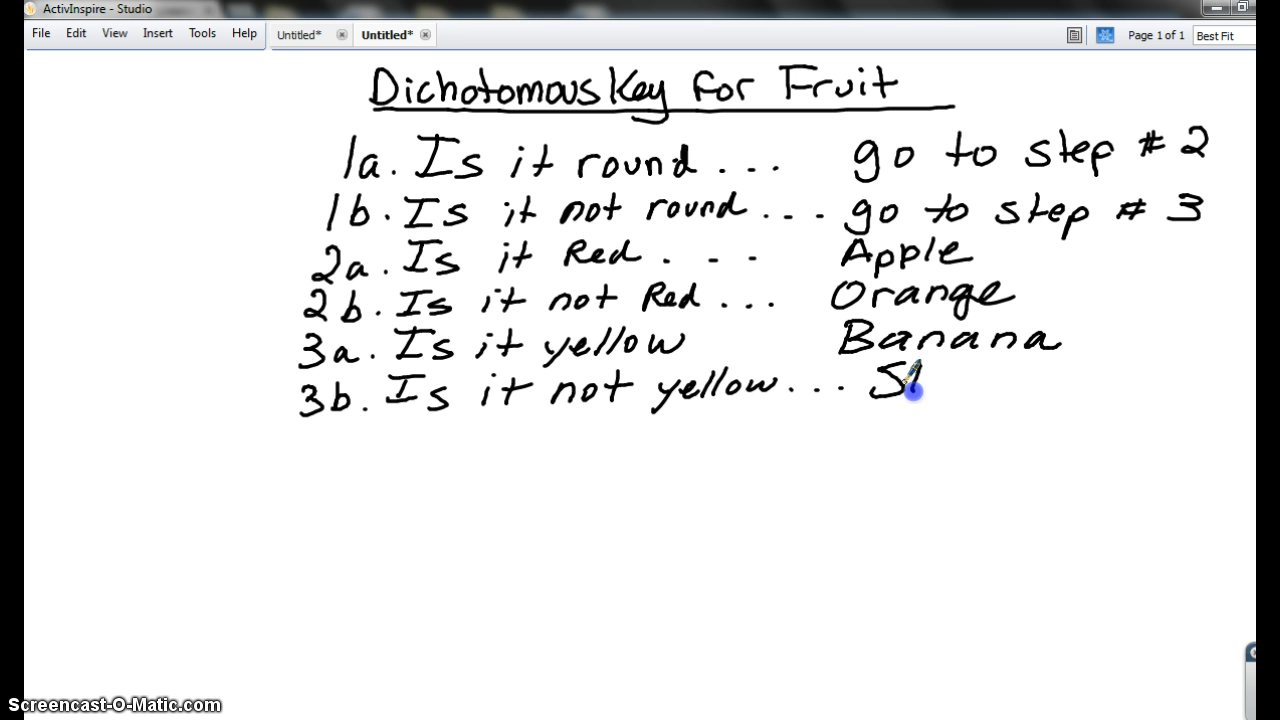 ActivInspire - Studio
File Edit View Insert Tools Help Untitled* Untitled* Page 1 of 1 Best Fit
Dichotomous Key for Fruit
1a. Is it round ... go to step # 2
1b. Is it not round ... go to step # 3
2a. Is it Red ... Apple
2b. Is it not Red ... Orange
3a. Is it yellow Banana
3b. Is it not yellow ...
Screencast-O-Matic.com